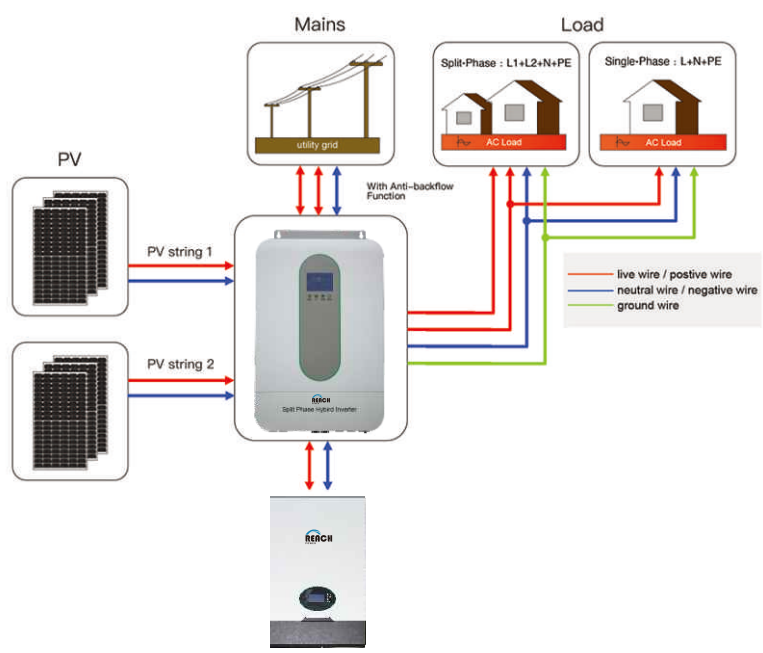 Mains
Load
Split-Phase : L1+L2+N+PE
Single-Phase : L+N+PE
utility grid
AC Load
AC Load
PV
With Anti-backflow
Function
PV string 1
live wire / postive wire
neutral wire / negative wire
ground wire
PV string 2
REACH
Split Phase Hybird Inverter
REACH